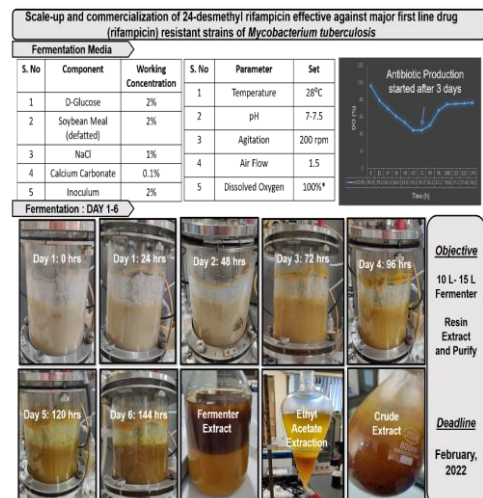 Scale-up and commercialization of 24-desmethyl rifampicin effective against major first line drug
(rifampicin) resistant strains of Mycobacterium tuberculosis
Fermentation Media
S. No Component Working Concentration
1 D-Glucose 2%
2 Soybean Meal (defatted) 2%
3 NaCl 1%
4 Calcium Carbonate 0.1%
5 Inoculum 2%
S. No Parameter Set
1 Temperature 28⁰C
2 pH 7-7.5
3 Agitation 200 rpm
4 Air Flow 1.5
5 Dissolved Oxygen 100%*
Antibiotic Production
started after 3 days
Time (h)
Fermentation : DAY 1-6
Day 1: 0 hrs
Day 1: 24 hrs
Day 2: 48 hrs
Day 3: 72 hrs
Day 4: 96 hrs
Day 5: 120 hrs
Day 6: 144 hrs
Fermenter
Extract
Ethyl
Acetate
Extraction
Crude
Extract
Objective
10 L- 15 L
Fermenter
Resin
Extract
and Purify
Deadline
February,
2022